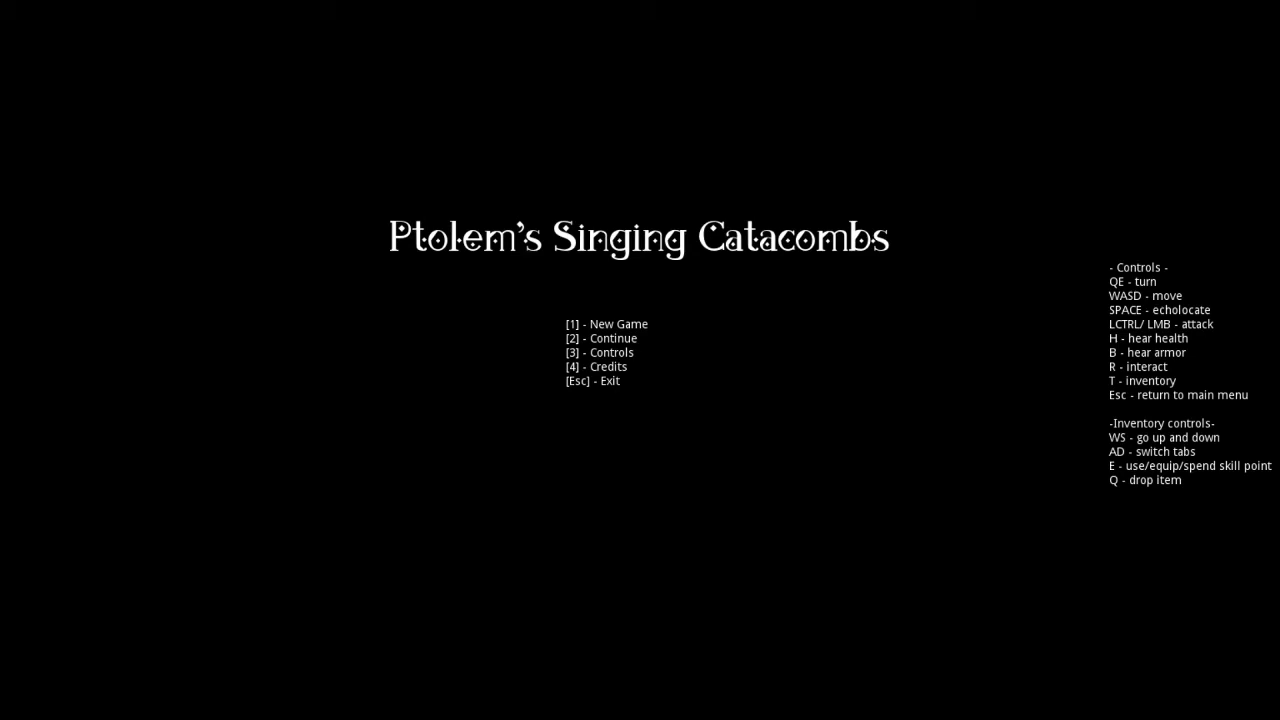 Ptolem's Singing Catacombs
[1] - New Game
[2] - Continue
[3] - Controls
[4] - Credits
[Esc] - Exit
- Controls -
QE - turn
WASD - move
SPACE - echolocate
LCTRL/ LMB - attack
H - hear health
B - hear armor
R - interact
T - inventory
Esc - return to main menu
-Inventory controls-
WS - go up and down
AD - switch tabs
E - use/equip/spend skill point
Q - drop item